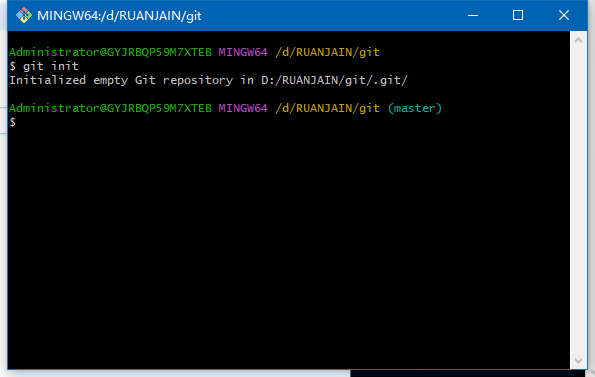 MINGW64:/d/RUANJAIN/git
Administrator@GYJRBQP59M7XTEB MINGW64 /d/RUANJAIN/git
$ git init
Initialized empty Git repository in D:/RUANJAIN/git/.git/
Administrator@GYJRBQP59M7XTEB MINGW64 /d/RUANJAIN/git (master)
$